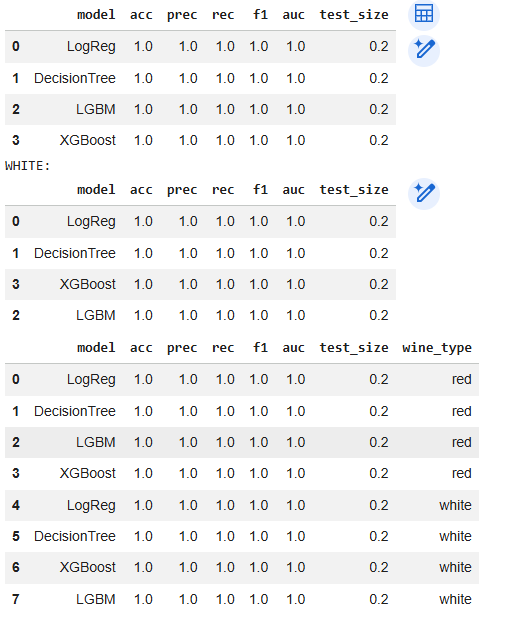 model acc prec rec f1 auc test_size
0 LogReg 1.0 1.0 1.0 1.0 1.0 0.2
1 DecisionTree 1.0 1.0 1.0 1.0 1.0 0.2
2 LGBM 1.0 1.0 1.0 1.0 1.0 0.2
3 XGBoost 1.0 1.0 1.0 1.0 1.0 0.2
WHITE:
model acc prec rec f1 auc test_size
0 LogReg 1.0 1.0 1.0 1.0 1.0 0.2
1 DecisionTree 1.0 1.0 1.0 1.0 1.0 0.2
3 XGBoost 1.0 1.0 1.0 1.0 1.0 0.2
2 LGBM 1.0 1.0 1.0 1.0 1.0 0.2
model acc prec rec f1 auc test_size wine_type
0 LogReg 1.0 1.0 1.0 1.0 1.0 0.2 red
1 DecisionTree 1.0 1.0 1.0 1.0 1.0 0.2 red
2 LGBM 1.0 1.0 1.0 1.0 1.0 0.2 red
3 XGBoost 1.0 1.0 1.0 1.0 1.0 0.2 red
4 LogReg 1.0 1.0 1.0 1.0 1.0 0.2 white
5 DecisionTree 1.0 1.0 1.0 1.0 1.0 0.2 white
6 XGBoost 1.0 1.0 1.0 1.0 1.0 0.2 white
7 LGBM 1.0 1.0 1.0 1.0 1.0 0.2 white